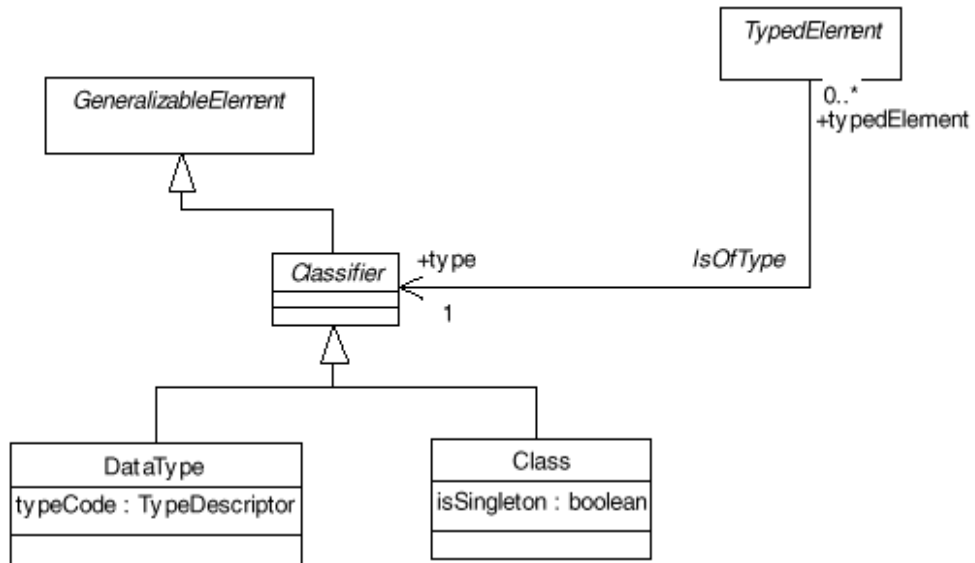 TypedElement
GeneralizableElement
0..*
+typedElement
+type
IsOfType
Classifier
1
DataType
Class
typeCode : TypeDescriptor
isSingleton : boolean